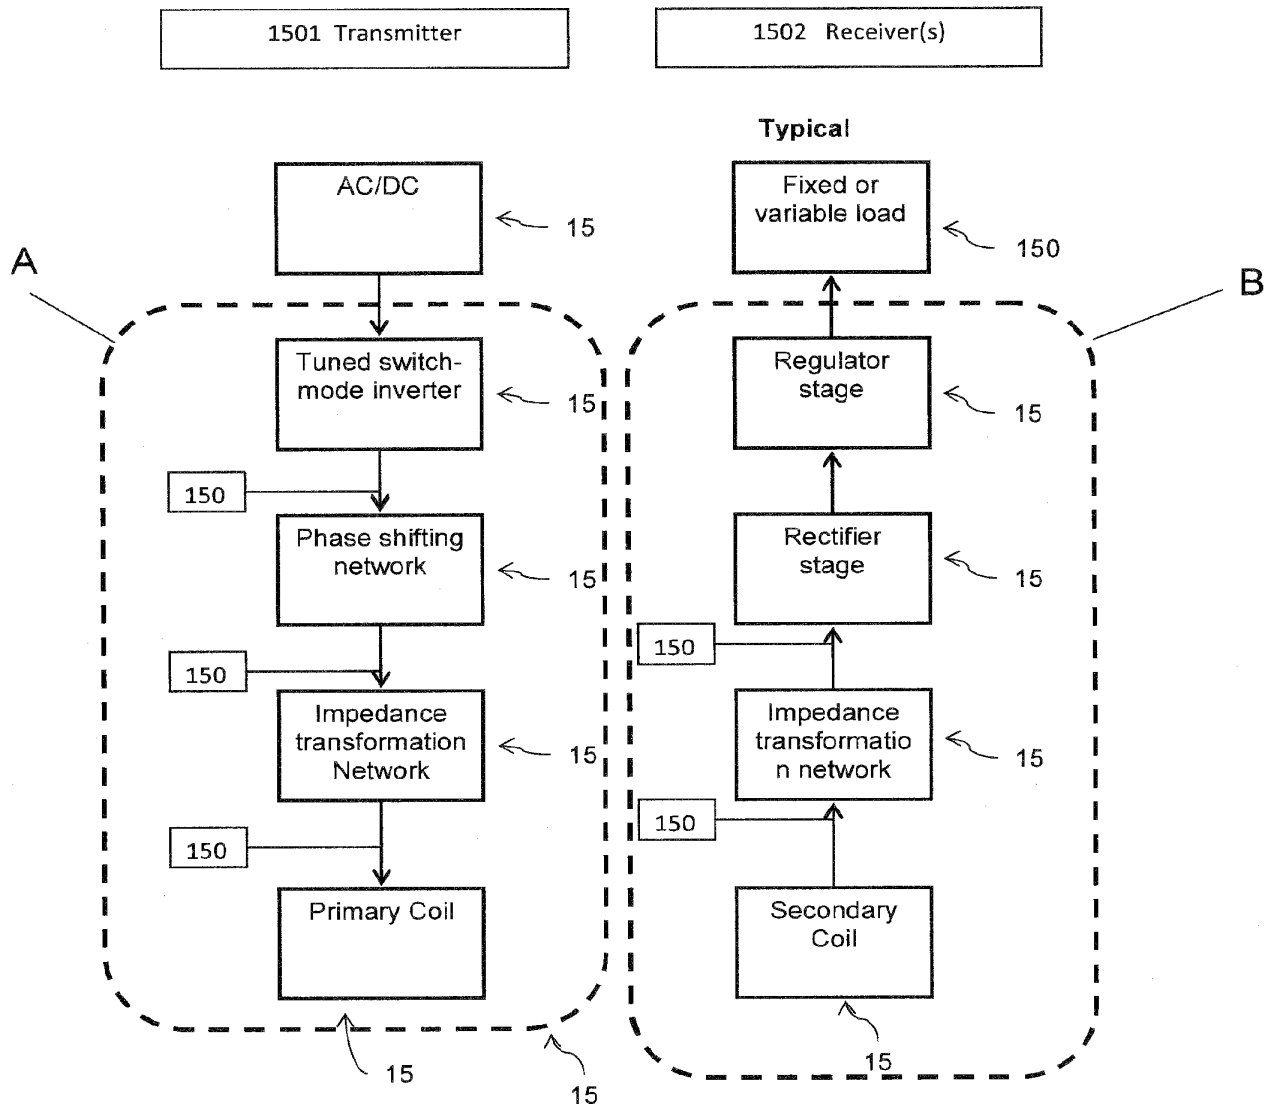 1501 Transmitter
1502 Receiver(s)
Typical
AC/DC
15
Fixed or
variable load
150
A
B
Tuned switch-
mode inverter
15
Regulator
stage
15
150
Phase shifting
network
15
Rectifier
stage
15
150
150
Impedance
transformation
Network
15
Impedance
transformatio
n network
15
150
150
Primary Coil
15
15
Secondary
Coil
15